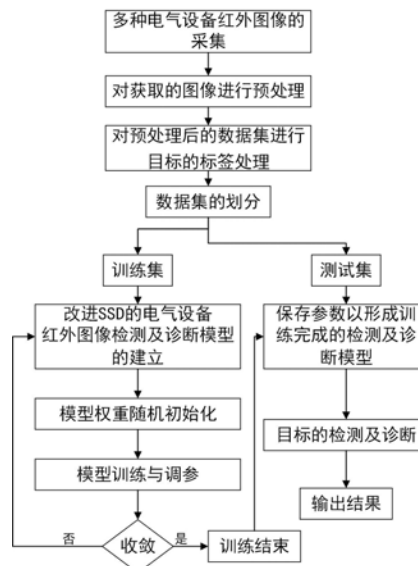 多种电气设备红外图像的
采集
对获取的图像进行预处理
对预处理后的数据集进行
目标的标签处理
数据集的划分
训练集
测试集
改进SSD的电气设备
红外图像检测及诊断模型
的建立
保存参数以形成训
练完成的检测及诊
断模型
模型权重随机初始化
目标的检测及诊断
模型训练与调参
输出结果
否
收敛
是
训练结束